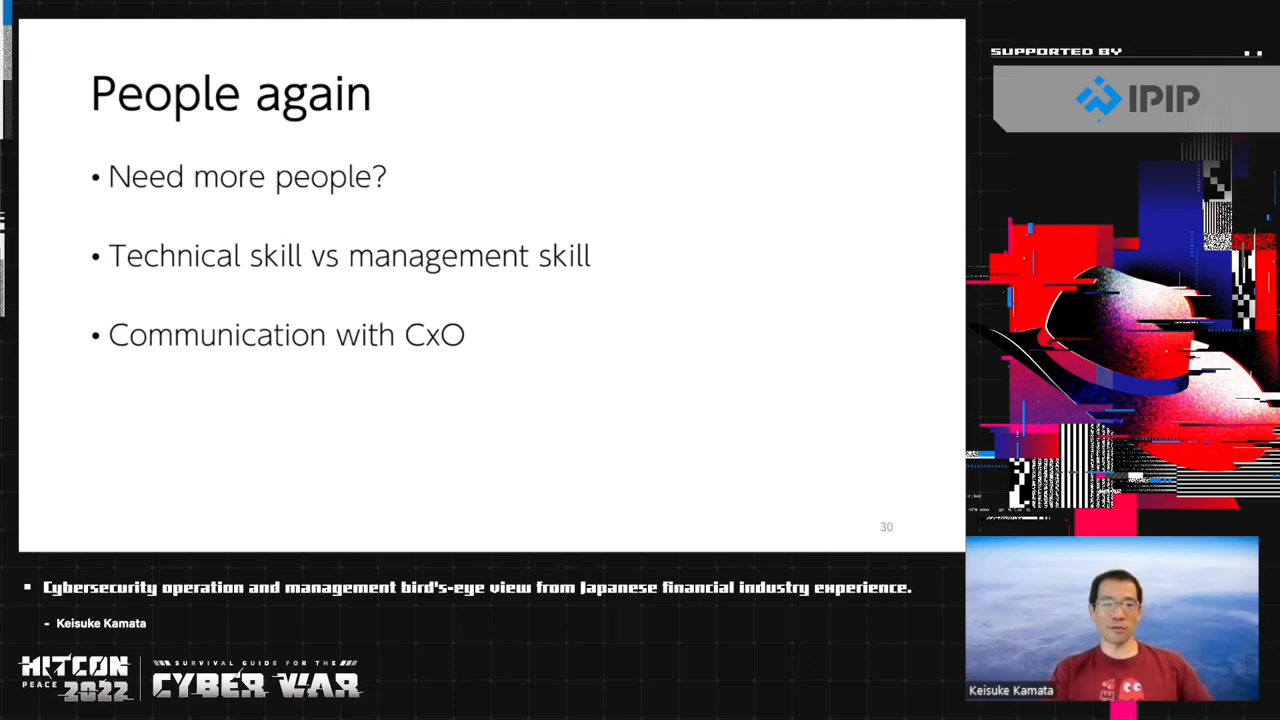 People again
• Need more people?
• Technical skill vs management skill
• Communication with CxO
30
SUPPORTED BY
IPIP
Cybersecurity operation and management bird's-eye view from Japanese financial industry experience.
- Keisuke Kamata
HITCON
PEACE 2022
SURVIVAL GUIDE FOR THE
CYBER WAR
Keisuke Kamata